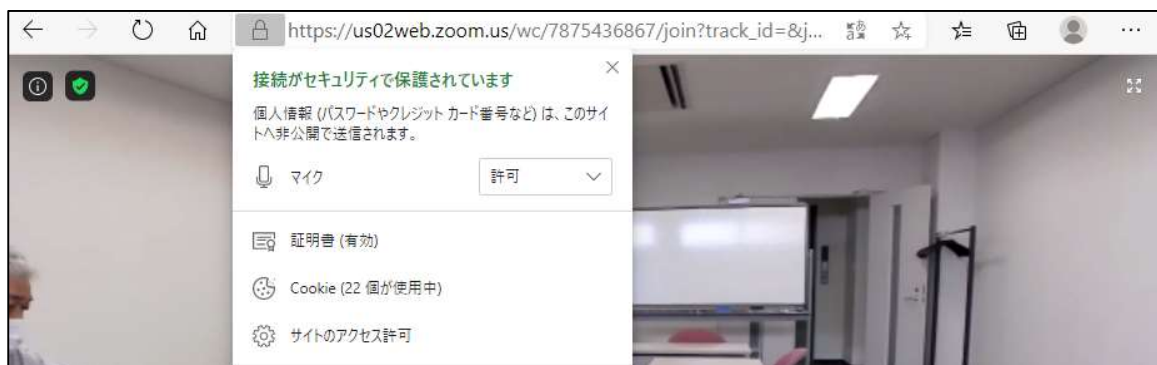 https://us02web.zoom.us/wc/7875436867/join?track_id=&j...
接続がセキュリティで保護されています
個人情報 (パスワードやクレジット カード番号など) は、このサイ
トへ非公開で送信されます。
マイク
許可
証明書 (有効)
Cookie (22 個が使用中)
サイトのアクセス許可